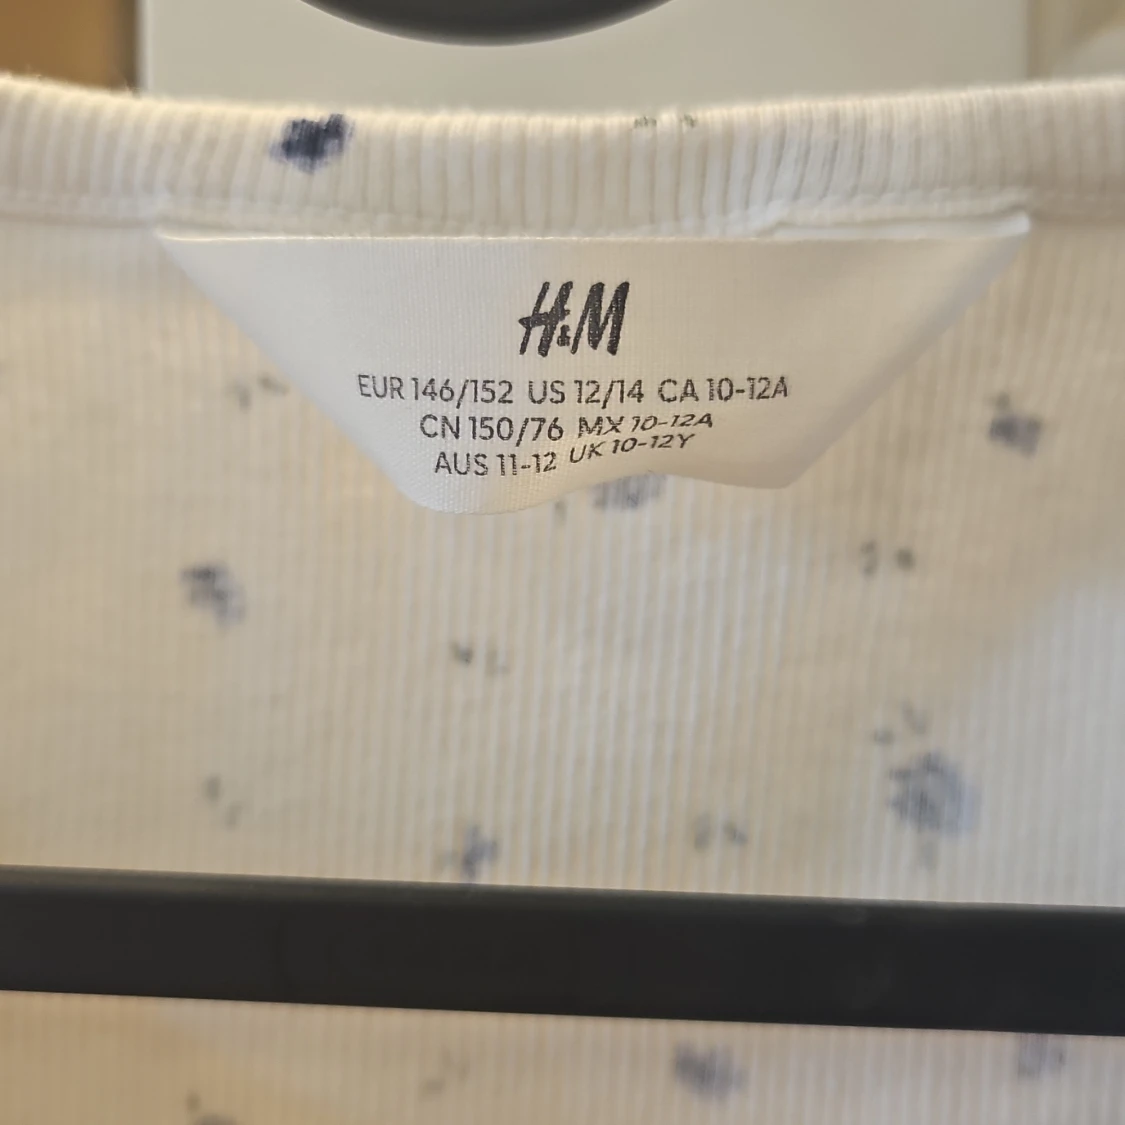 H&M
EUR 146/152 US 12/14 CA 10-12A
CN 150/76 MX 10-12A
AUS 11-12 UK 10-12Y